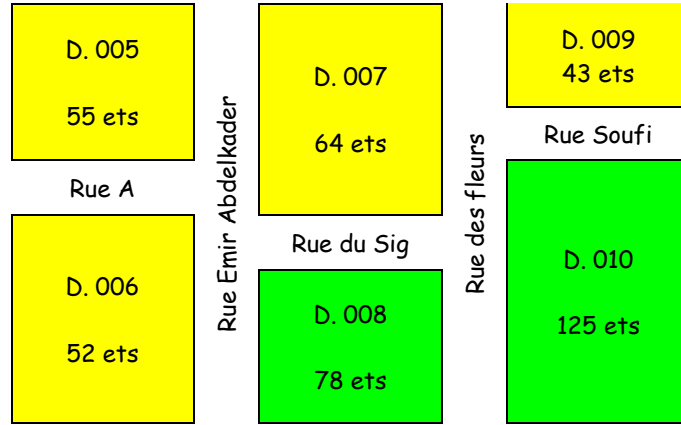 D. 005
55 ets
Rue A
D. 006
52 ets
Rue Emir Abdelkader
D. 007
64 ets
Rue du Sig
D. 008
78 ets
Rue des fleurs
D. 009
43 ets
Rue Soufi
D. 010
125 ets